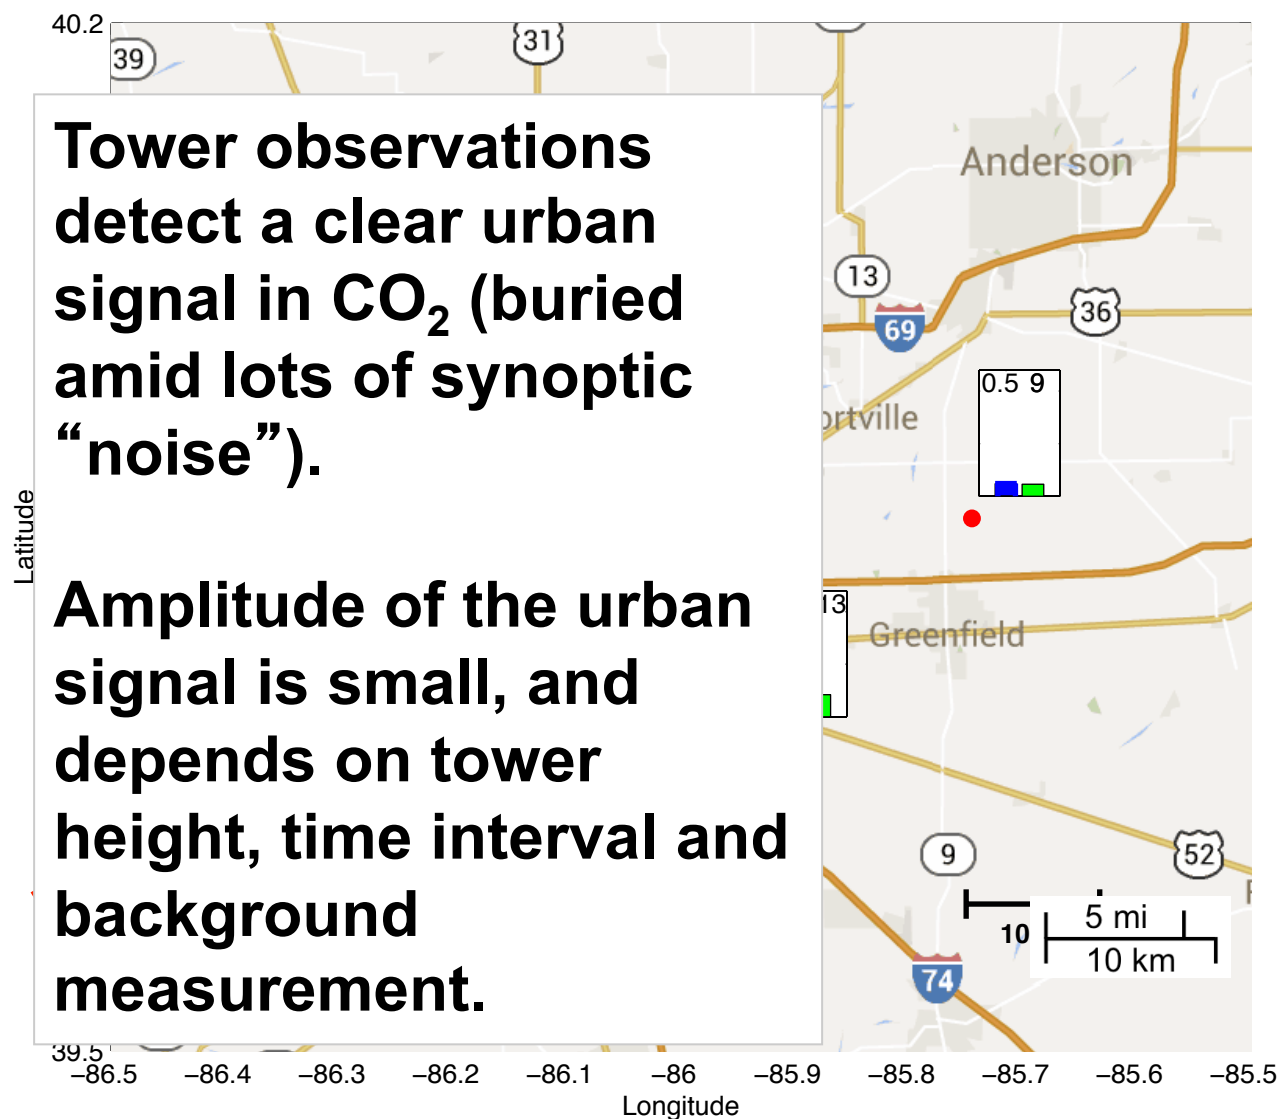 40.2
39
31
Tower observations
detect a clear urban
signal in CO₂ (buried
amid lots of synoptic
“noise”).
Amplitude of the urban
signal is small, and
depends on tower
height, time interval and
background
measurement.
Anderson
13
69
36
0.5 9
ortville
Latitude
13
Greenfield
9
52
10
5 mi
10 km
74
39.5
−86.5 −86.4 −86.3 −86.2 −86.1 −86 −85.9 −85.8 −85.7 −85.6 −85.5
Longitude